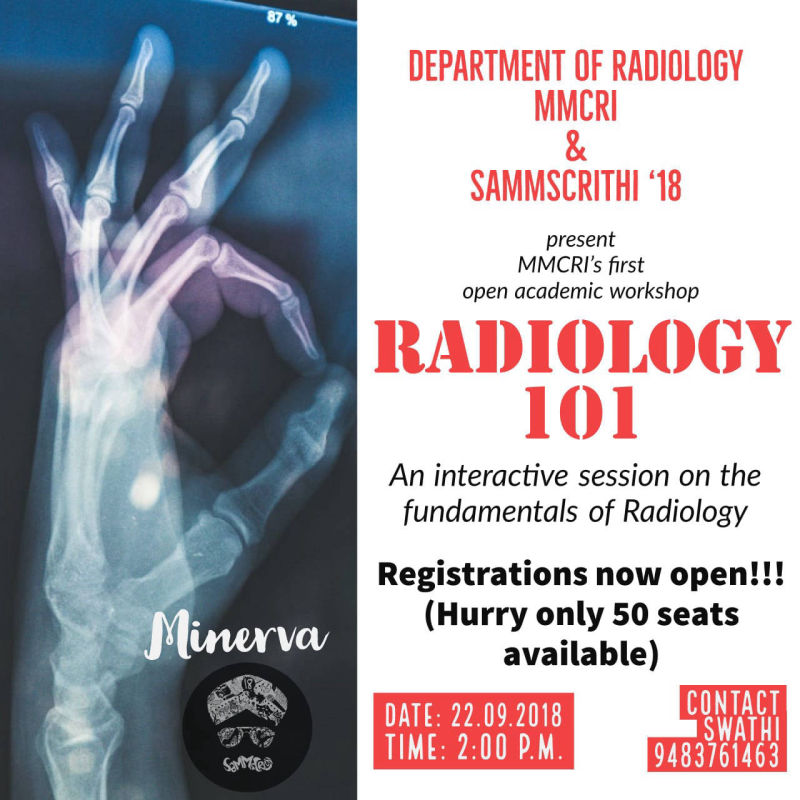 87 %
DEPARTMENT OF RADIOLOGY
MMCRI
&
SAMMSCRITHI ‘18
present
MMCRI’s first
open academic workshop
RADIOLOGY
101
An interactive session on the
fundamentals of Radiology
Registrations now open!!!
(Hurry only 50 seats
available)
Minerva
DATE: 22.09.2018
TIME: 2:00 P.M.
CONTACT
SWATHI
9483761463